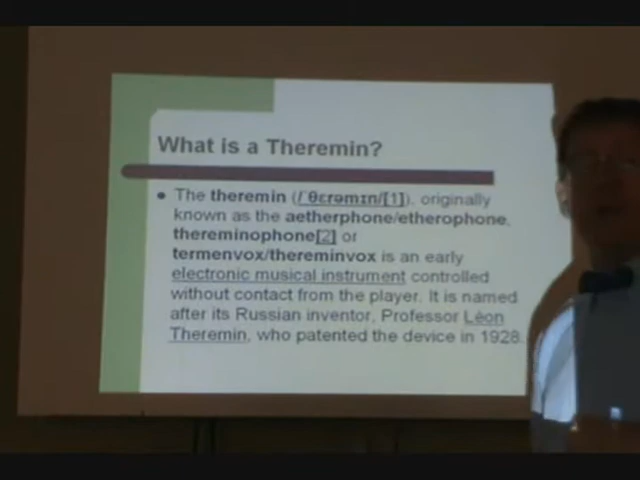 What is a Theremin?
• The theremin (/ˈθɛrəmɪn/[1]), originally
known as the aetherphone/etherophone,
thereminophone[2] or
termenvox/thereminvox is an early
electronic musical instrument controlled
without contact from the player. It is named
after its Russian inventor, Professor Léon
Theremin, who patented the device in 1928.